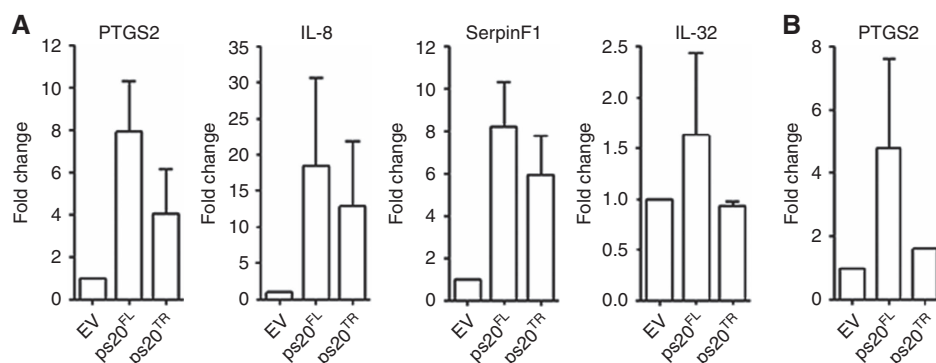 A
PTGS2
Fold change
12
10
8
6
4
2
0
EV
ps20FL
ps20TR
IL-8
Fold change
35
30
25
20
15
10
5
0
EV
ps20FL
ps20TR
SerpinF1
Fold change
12
10
8
6
4
2
0
EV
ps20FL
ps20TR
IL-32
Fold change
2.5
2.0
1.5
1.0
0.5
0.0
EV
ps20FL
ps20TR
B
PTGS2
Fold change
8
6
4
2
0
EV
ps20FL
ps20TR